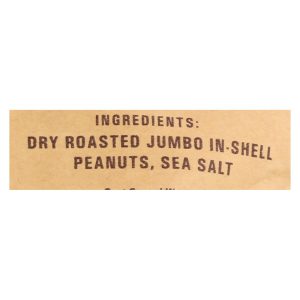 INGREDIENTS:
DRY ROASTED JUMBO IN-SHELL
PEANUTS, SEA SALT